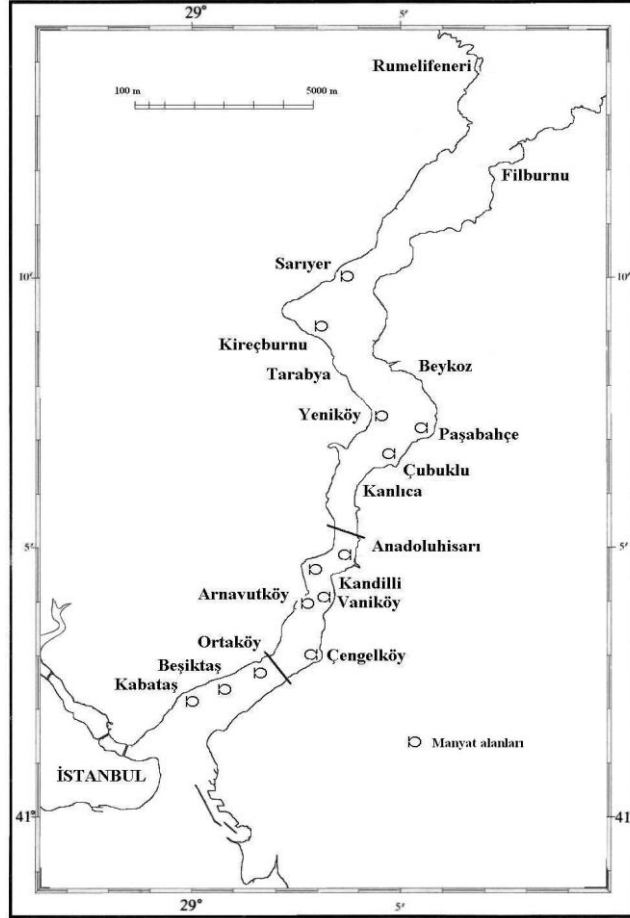 29°
5'
Rumelifeneri
100 m
5000 m
Filburnu
Sarıyer
10'
10'
Kireçburnu
Beykoz
Tarabya
Yeniköy
Paşabahçe
Çubuklu
Kanlıca
5'
Anadoluhisarı
5'
Kandilli
Arnavutköy
Vaniköy
Ortaköy
Çengelköy
Beşiktaş
Kabataş
Manyat alanları
İSTANBUL
41°
41°
29°
5'